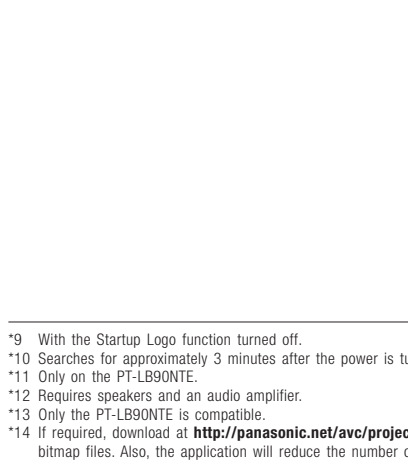 *9 With the Startup Logo function turned off.
*10 Searches for approximately 3 minutes after the power is
*11 Only on the PT-LB90NTE.
*12 Requires speakers and an audio amplifier.
*13 Only the PT-LB90NTE is compatible.
*14 If required, download at http://panasonic.net/avc/projec
bitmap files. Also, the application will reduce the number